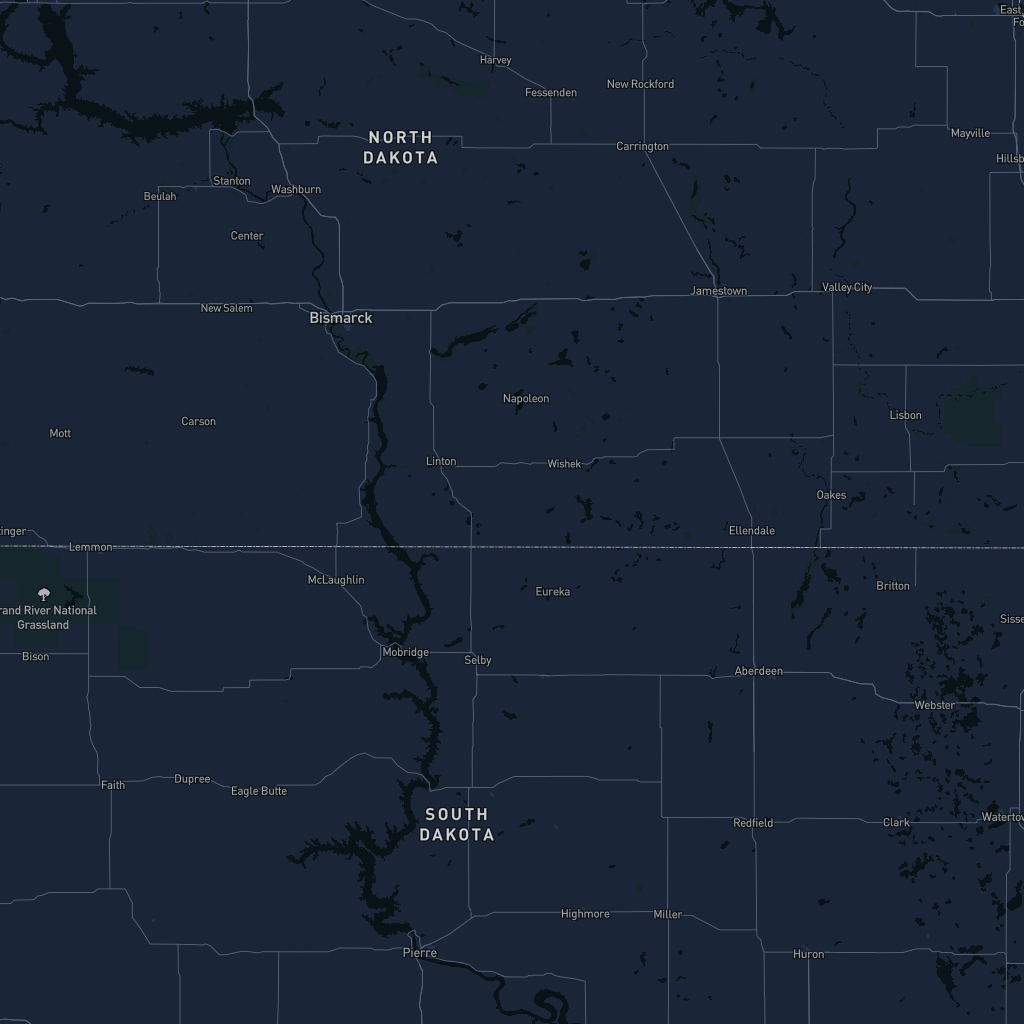 East
Fo
Harvey
New Rockford
Fessenden
NORTH
DAKOTA
Mayville
Carrington
Hillsb
Stanton
Washburn
Beulah
Center
Valley City
Jamestown
New Salem
Bismarck
Napoleon
Lisbon
Carson
Mott
Linton
Wishek
Oakes
tinger
Ellendale
Lemmon
McLaughlin
Britton
Eureka
rand River National
Grassland
Sisse
Mobridge
Bison
Selby
Aberdeen
Webster
Dupree
Faith
Eagle Butte
SOUTH
DAKOTA
Watertow
Redfield
Clark
Highmore
Miller
Pierre
Huron